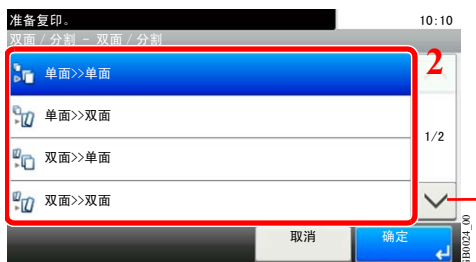 准备复印。 10:10
双面 / 分割 - 双面 / 分割
2
单面>>单面
单面>>双面
1/2
双面>>单面
双面>>双面
取消 确定
GB0024_00